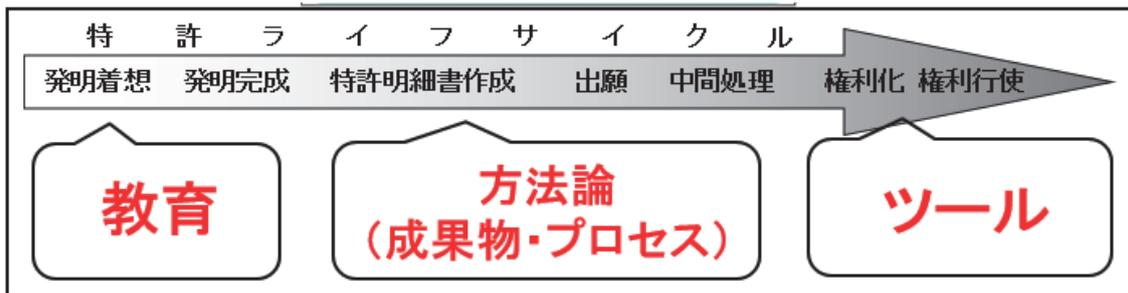 特許ライフサイクル
発明着想 発明完成 特許明細書作成 出願 中間処理 権利化 権利行使
教育
方法論
（成果物・プロセス）
ツール